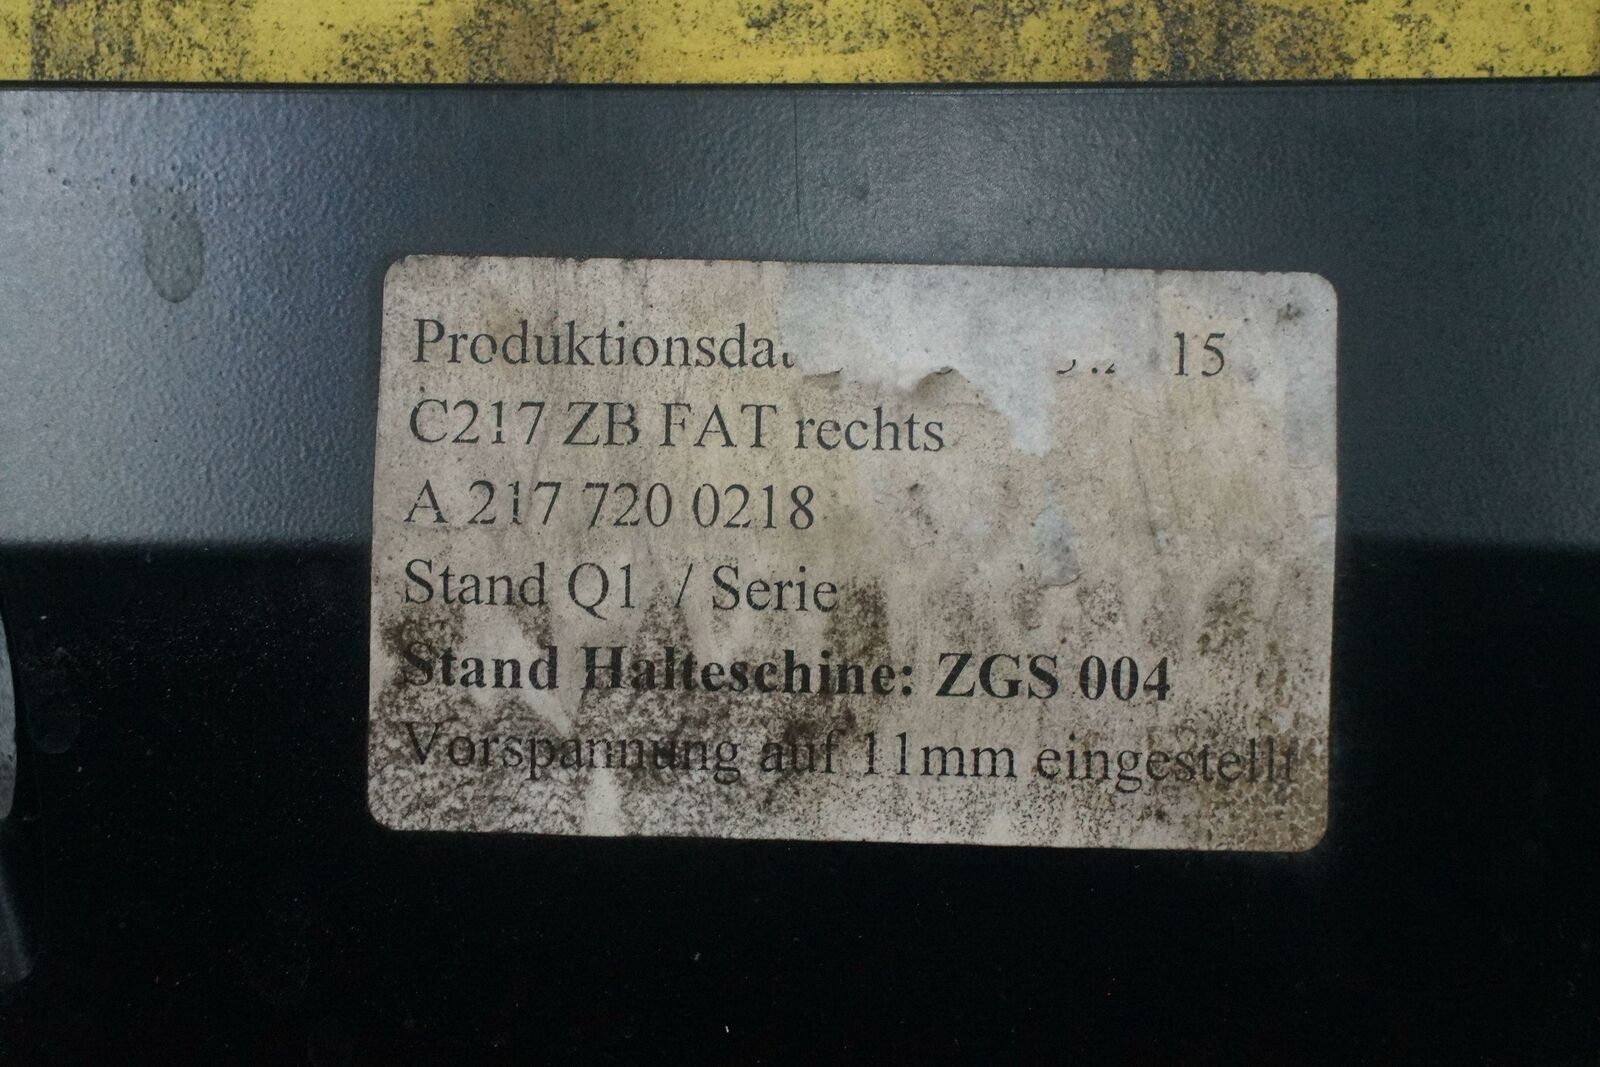 15
C217 ZB FAT rechts
A 217 720 0218
Stand Q1 / Serie
Stand Halteschine: ZGS 004
Vorspannung auf 11mm eingestellt